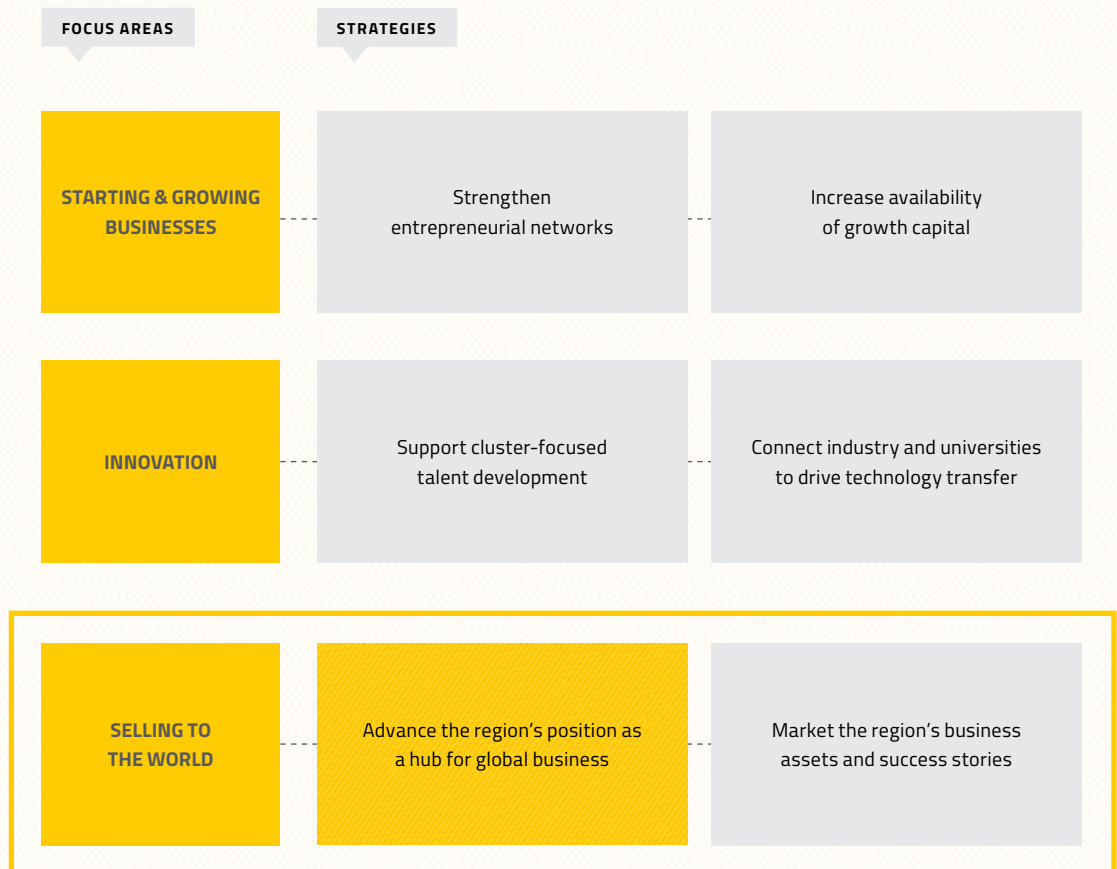 FOCUS AREAS
STRATEGIES
STARTING & GROWING
BUSINESSES
Strengthen
entrepreneurial networks
Increase availability
of growth capital
INNOVATION
Support cluster-focused
talent development
Connect industry and universities
to drive technology transfer
SELLING TO
THE WORLD
Advance the region’s position as
a hub for global business
Market the region’s business
assets and success stories